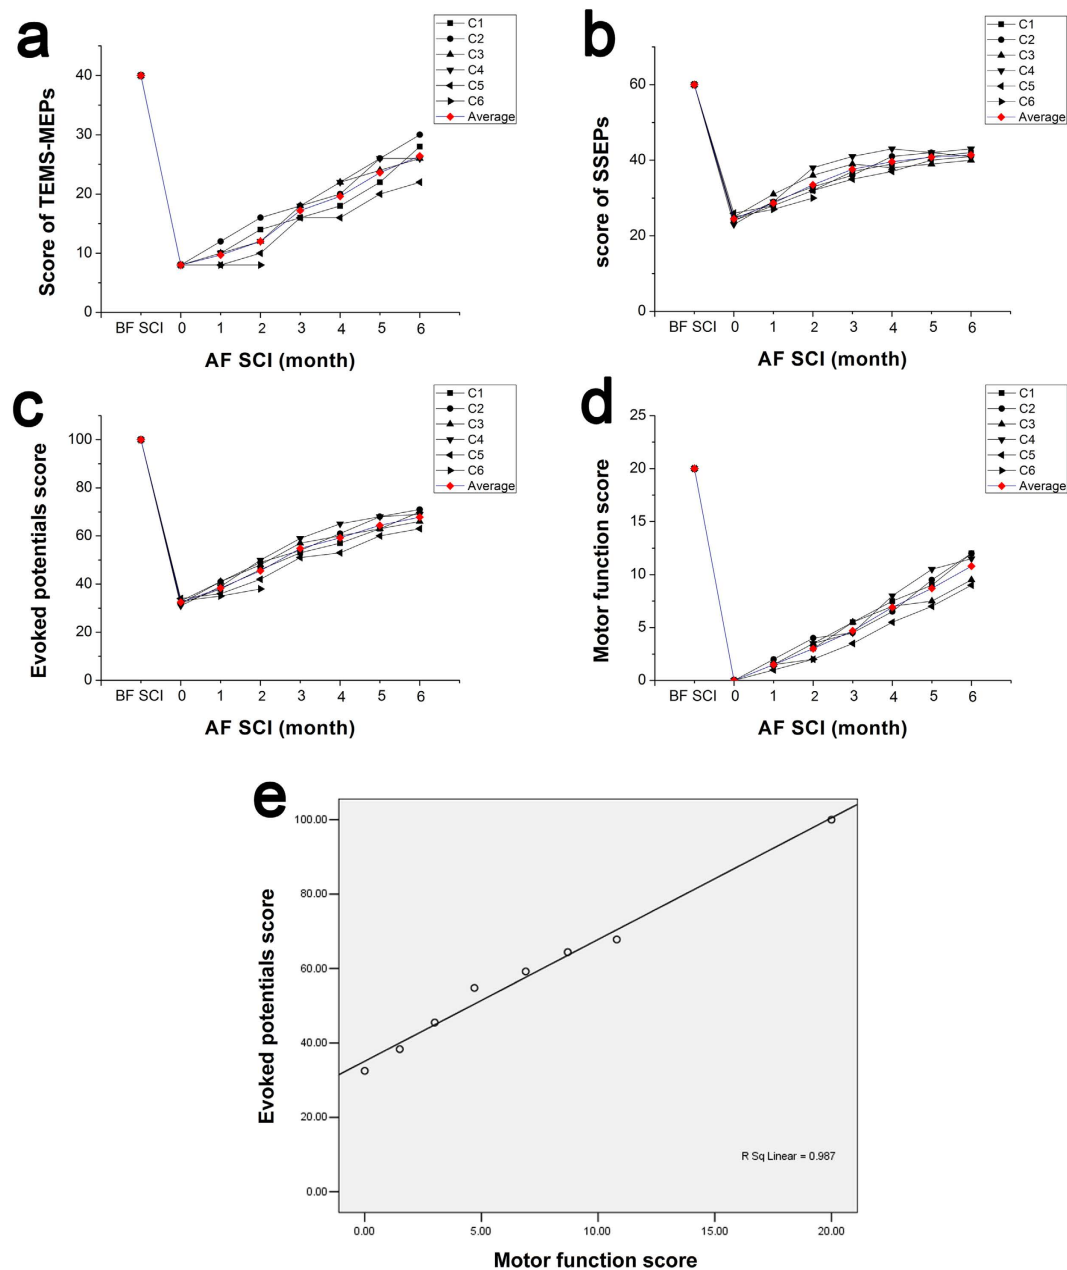 a
C1
C2
C3
C4
C5
C6
Average
Score of TEMS-MEPs
40
30
20
10
0
BF SCI 0 1 2 3 4 5 6
AF SCI (month)
b
C1
C2
C3
C4
C5
C6
Average
score of SSEPs
60
40
20
0
BF SCI 0 1 2 3 4 5 6
AF SCI (month)
c
C1
C2
C3
C4
C5
C6
Average
Evoked potentials score
100
80
60
40
20
0
BF SCI 0 1 2 3 4 5 6
AF SCI (month)
d
C1
C2
C3
C4
C5
C6
Average
Motor function score
25
20
15
10
5
0
BF SCI 0 1 2 3 4 5 6
AF SCI (month)
e
Evoked potentials score
100.00
80.00
60.00
40.00
20.00
0.00
R Sq Linear = 0.987
0.00 5.00 10.00 15.00 20.00
Motor function score